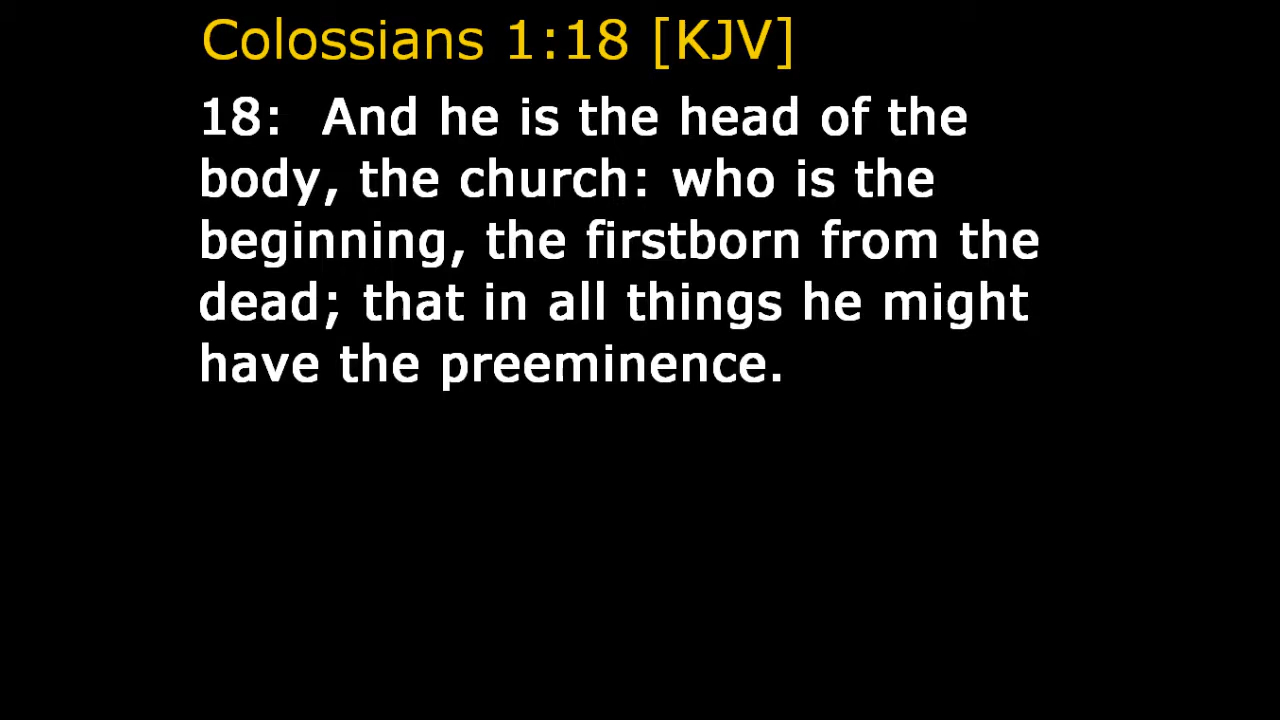 Colossians 1:18 [KJV]
18: And he is the head of the
body, the church: who is the
beginning, the firstborn from the
dead; that in all things he might
have the preeminence.